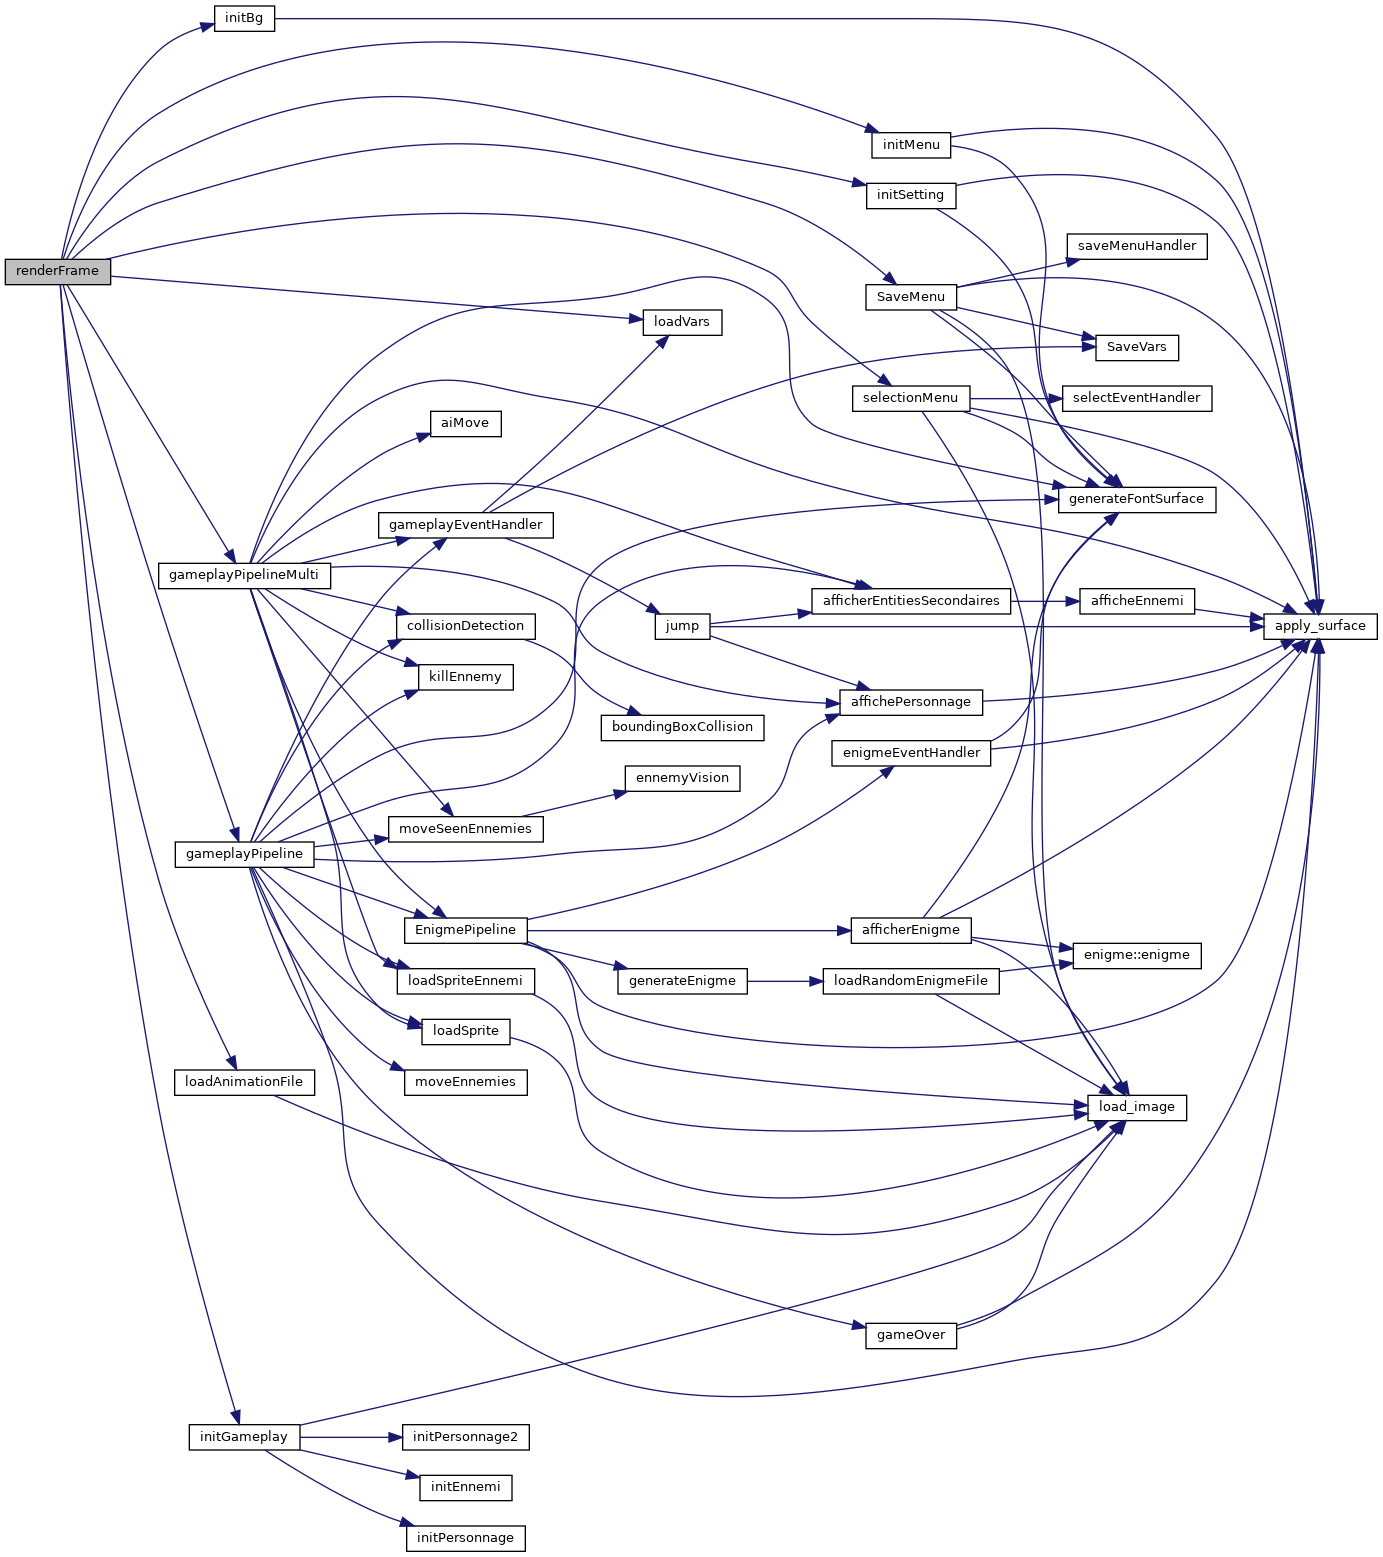 initBg
initMenu
initSetting
saveMenuHandler
renderFrame
SaveMenu
loadVars
SaveVars
selectionMenu
selectEventHandler
aiMove
generateFontSurface
gameplayEventHandler
gameplayPipelineMulti
afficherEntitiesSecondaires
afficheEnnemi
collisionDetection
jump
apply_surface
killEnnemy
affichePersonnage
boundingBoxCollision
enigmeEventHandler
ennemyVision
moveSeenEnnemies
gameplayPipeline
EnigmePipeline
afficherEnigme
enigme::enigme
loadSpriteEnnemi
generateEnigme
loadRandomEnigmeFile
loadSprite
loadAnimationFile
moveEnnemies
load_image
gameOver
initGameplay
initPersonnage2
initEnnemi
initPersonnage